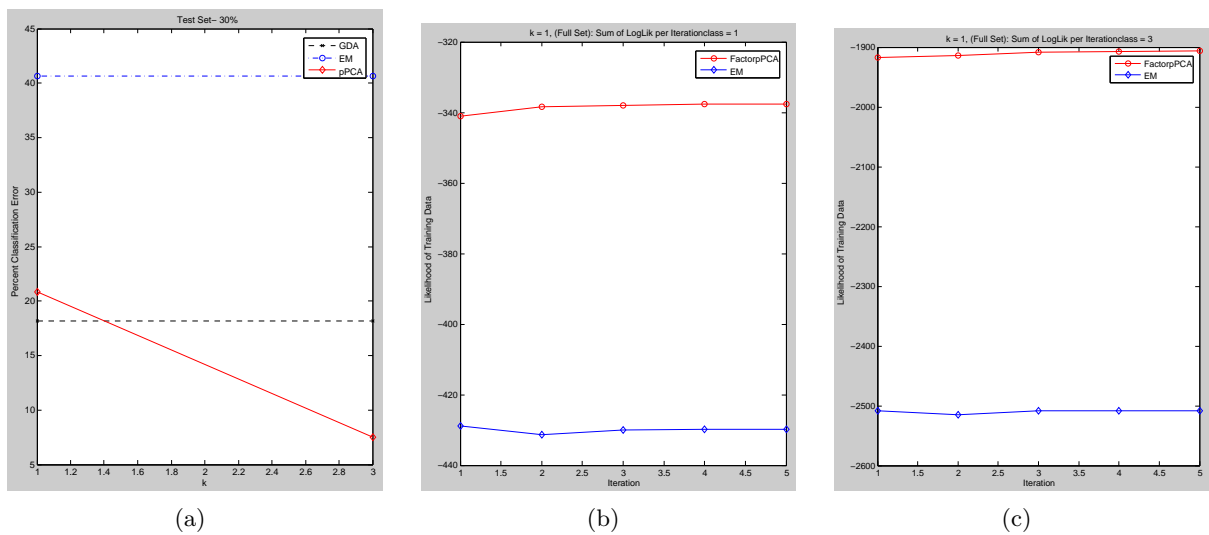 Test Set– 30%
GDA
EM
pPCA
Percent Classification Error
45
40
35
30
25
20
15
10
5
1 1.2 1.4 1.6 1.8 2 2.2 2.4 2.6 2.8 3
k
(a)
k = 1, (Full Set): Sum of LogLik per Iterationclass = 1
FactorpPCA
EM
Likelihood of Training Data
−320
−340
−360
−380
−400
−420
−440
1 1.5 2 2.5 3 3.5 4 4.5 5
Iteration
(b)
k = 1, (Full Set): Sum of LogLik per Iterationclass = 3
FactorpPCA
EM
Likelihood of Training Data
−1900
−2000
−2100
−2200
−2300
−2400
−2500
−2600
1 1.5 2 2.5 3 3.5 4 4.5 5
Iteration
(c)